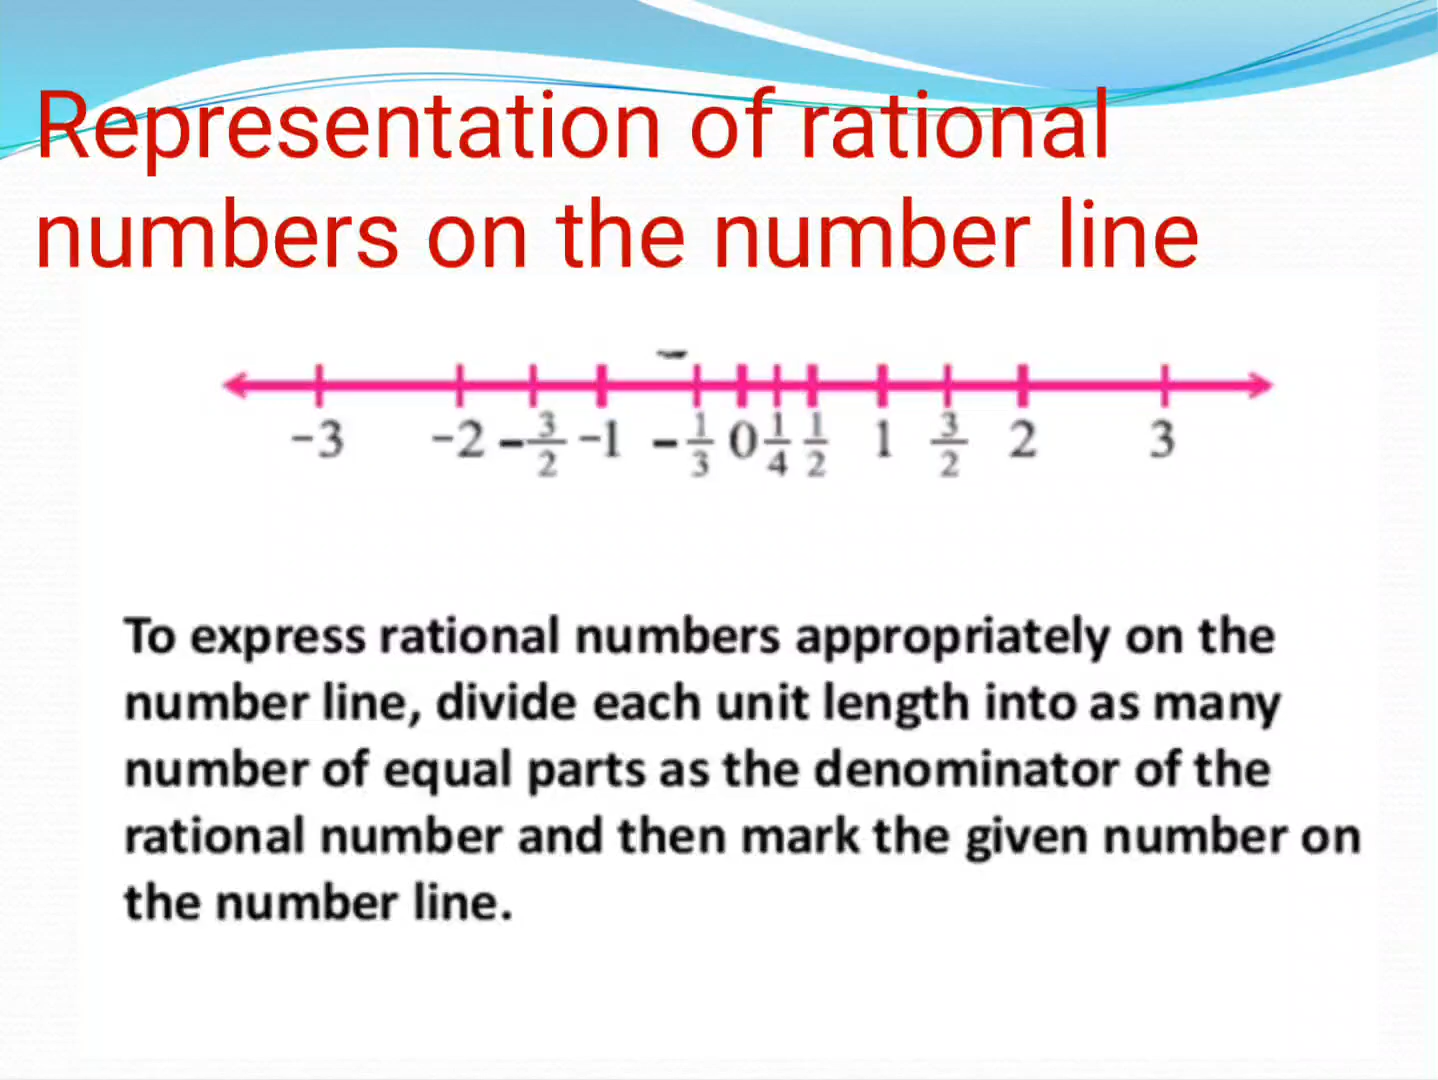 Representation of rational
numbers on the number line
-3 -2 -3/2 -1 -1/3 0 1/4 1/2 1 3/2 2 3
To express rational numbers appropriately on the
number line, divide each unit length into as many
number of equal parts as the denominator of the
rational number and then mark the given number on
the number line.